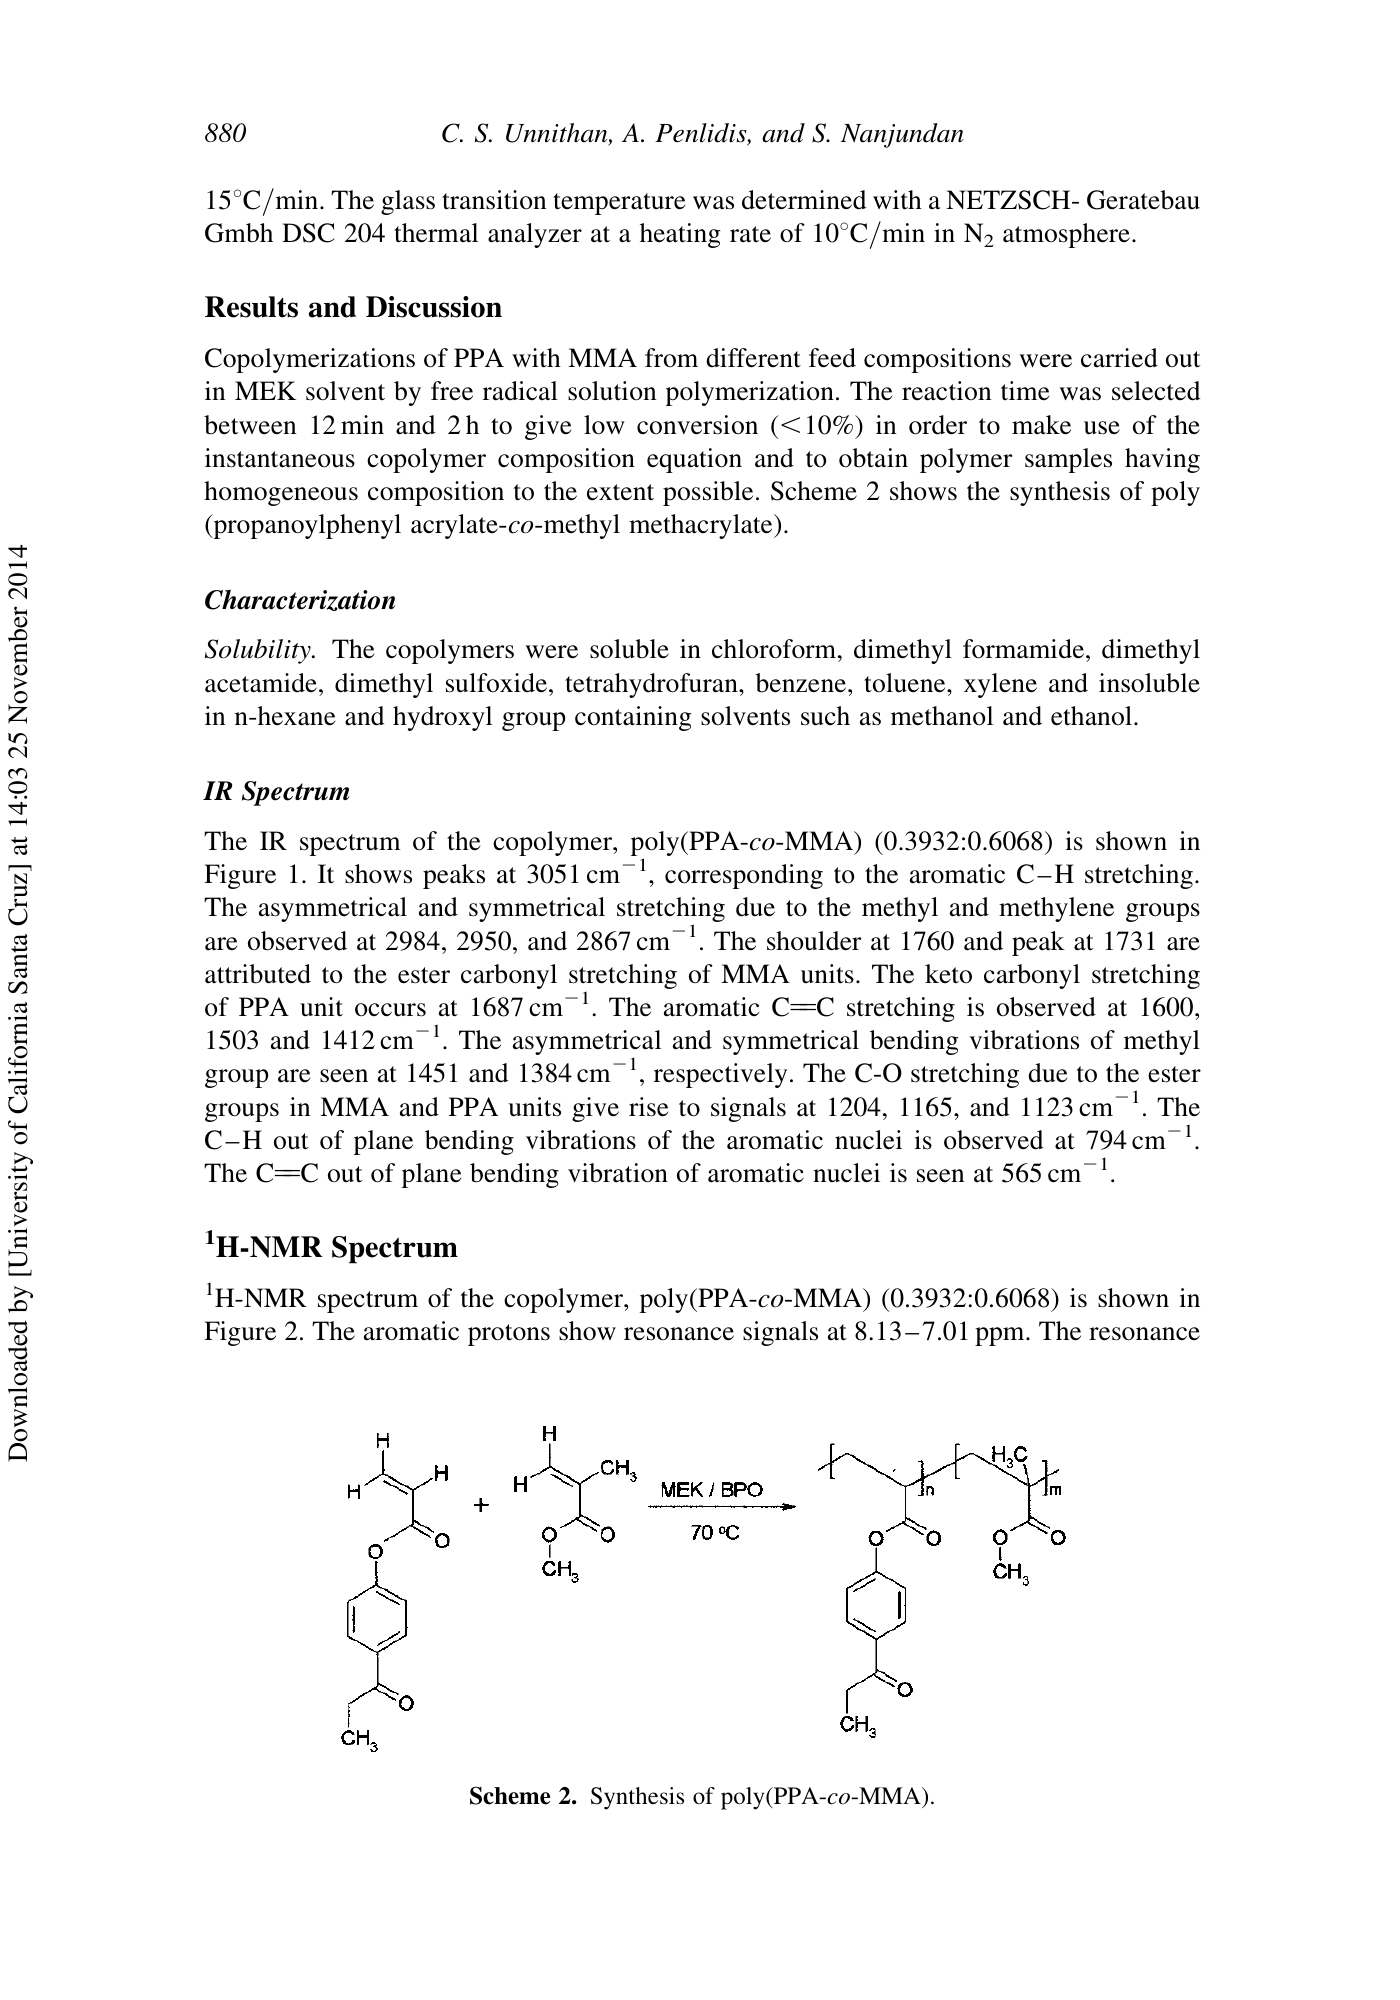 880 C. S. Unnithan, A. Penlidis, and S. Nanjundan
15°C/min. The glass transition temperature was determined with a NETZSCH- Geratebau
Gmbh DSC 204 thermal analyzer at a heating rate of 10°C/min in N₂ atmosphere.
Results and Discussion
Copolymerizations of PPA with MMA from different feed compositions were carried out
in MEK solvent by free radical solution polymerization. The reaction time was selected
between 12 min and 2 h to give low conversion (<10%) in order to make use of the
instantaneous copolymer composition equation and to obtain polymer samples having
homogeneous composition to the extent possible. Scheme 2 shows the synthesis of poly
(propanoylphenyl acrylate-co-methyl methacrylate).
Characterization
Solubility. The copolymers were soluble in chloroform, dimethyl formamide, dimethyl
acetamide, dimethyl sulfoxide, tetrahydrofuran, benzene, toluene, xylene and insoluble
in n-hexane and hydroxyl group containing solvents such as methanol and ethanol.
IR Spectrum
The IR spectrum of the copolymer, poly(PPA-co-MMA) (0.3932:0.6068) is shown in
Figure 1. It shows peaks at 3051 cm⁻¹, corresponding to the aromatic C–H stretching.
The asymmetrical and symmetrical stretching due to the methyl and methylene groups
are observed at 2984, 2950, and 2867 cm⁻¹. The shoulder at 1760 and peak at 1731 are
attributed to the ester carbonyl stretching of MMA units. The keto carbonyl stretching
of PPA unit occurs at 1687 cm⁻¹. The aromatic C=C stretching is observed at 1600,
1503 and 1412 cm⁻¹. The asymmetrical and symmetrical bending vibrations of methyl
group are seen at 1451 and 1384 cm⁻¹, respectively. The C-O stretching due to the ester
groups in MMA and PPA units give rise to signals at 1204, 1165, and 1123 cm⁻¹. The
C–H out of plane bending vibrations of the aromatic nuclei is observed at 794 cm⁻¹.
The C=C out of plane bending vibration of aromatic nuclei is seen at 565 cm⁻¹.
¹H-NMR Spectrum
¹H-NMR spectrum of the copolymer, poly(PPA-co-MMA) (0.3932:0.6068) is shown in
Figure 2. The aromatic protons show resonance signals at 8.13–7.01 ppm. The resonance
H H H O O CH₃
+
H H CH₃ O O CH₃
MEK / BPO
70 ºC
n H₃C m
O O O O
CH₃
O CH₃
O
Scheme 2. Synthesis of poly(PPA-co-MMA).
Downloaded by [University of California Santa Cruz] at 14:03 25 November 2014